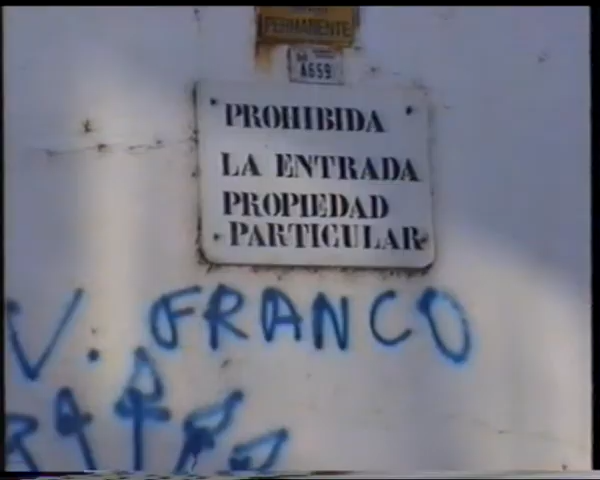 PERMANENTE
A659
PROHIBIDA
LA ENTRADA
PROPIEDAD
PARTICULAR
V. FRANCO